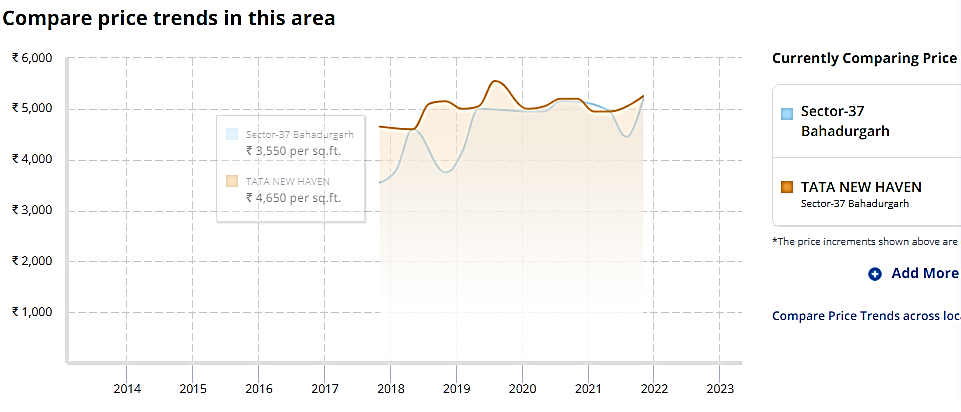 Compare price trends in this area
₹ 6,000
₹ 5,000
₹ 4,000
₹ 3,000
₹ 2,000
₹ 1,000
2014 2015 2016 2017 2018 2019 2020 2021 2022 2023
Sector-37 Bahadurgarh
₹ 3,550 per sq.ft.
TATA NEW HAVEN
₹ 4,650 per sq.ft.
Currently Comparing Price
Sector-37
Bahadurgarh
TATA NEW HAVEN
Sector-37 Bahadurgarh
*The price increments shown above are
Add More
Compare Price Trends across loc